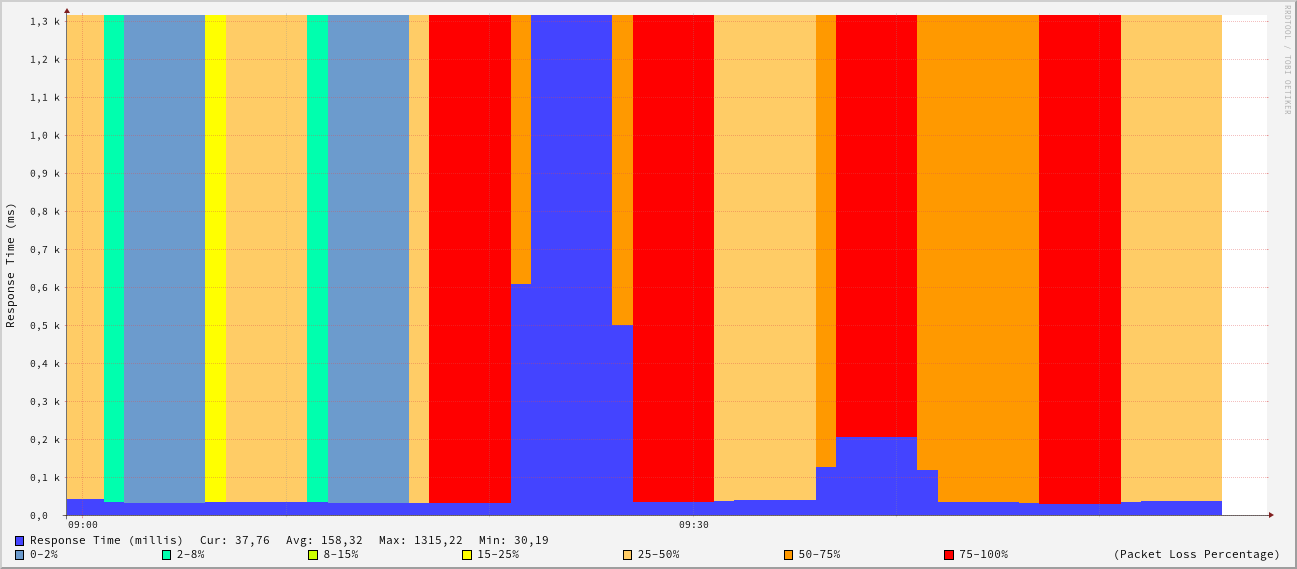 RRDTOOL / TOBI OETIKER
Response Time (ms)
1,3 k
1,2 k
1,1 k
1,0 k
0,9 k
0,8 k
0,7 k
0,6 k
0,5 k
0,4 k
0,3 k
0,2 k
0,1 k
0,0
09:00 09:30
Response Time (millis) Cur: 37,76 Avg: 158,32 Max: 1315,22 Min: 30,19
0-2% 2-8% 8-15% 15-25% 25-50% 50-75% 75-100% (Packet Loss Percentage)